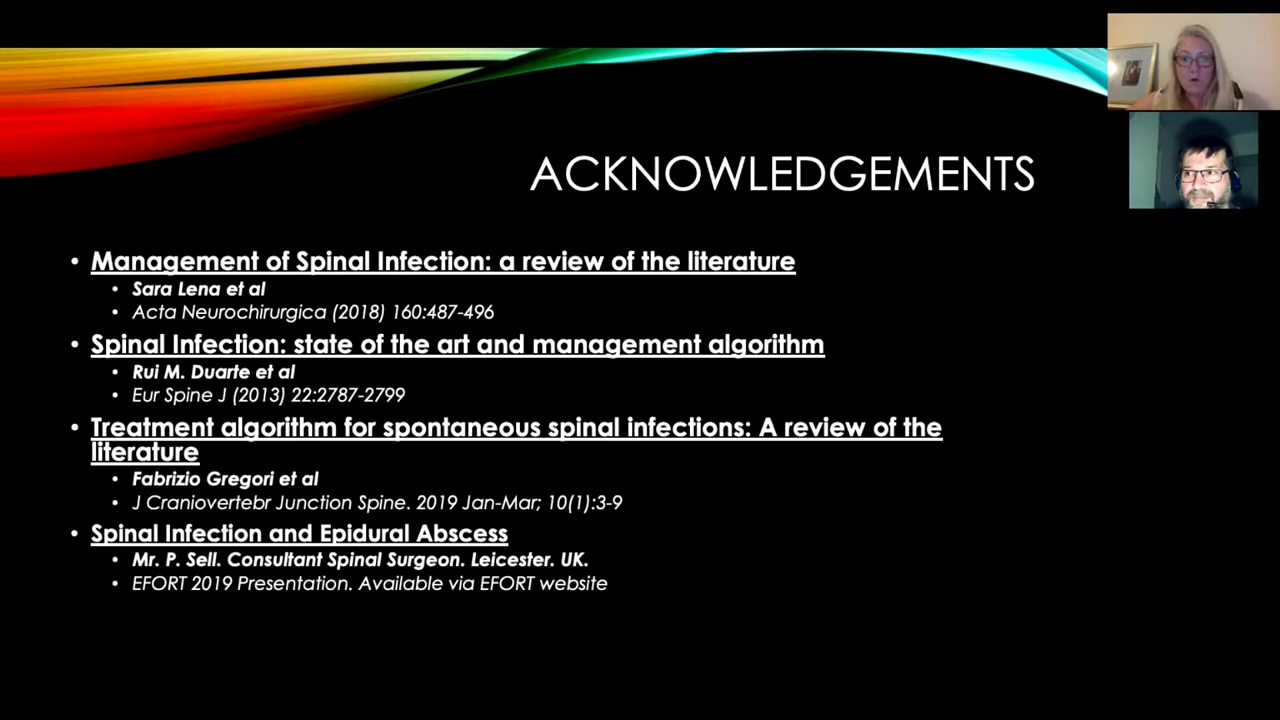 ACKNOWLEDGEMENTS
• Management of Spinal Infection: a review of the literature
• Sara Lena et al
• Acta Neurochirurgica (2018) 160:487-496
• Spinal Infection: state of the art and management algorithm
• Rui M. Duarte et al
• Eur Spine J (2013) 22:2787-2799
• Treatment algorithm for spontaneous spinal infections: A review of the
literature
• Fabrizio Gregori et al
• J Craniovertebr Junction Spine. 2019 Jan-Mar; 10(1):3-9
• Spinal Infection and Epidural Abscess
• Mr. P. Sell. Consultant Spinal Surgeon. Leicester. UK.
• EFORT 2019 Presentation. Available via EFORT website